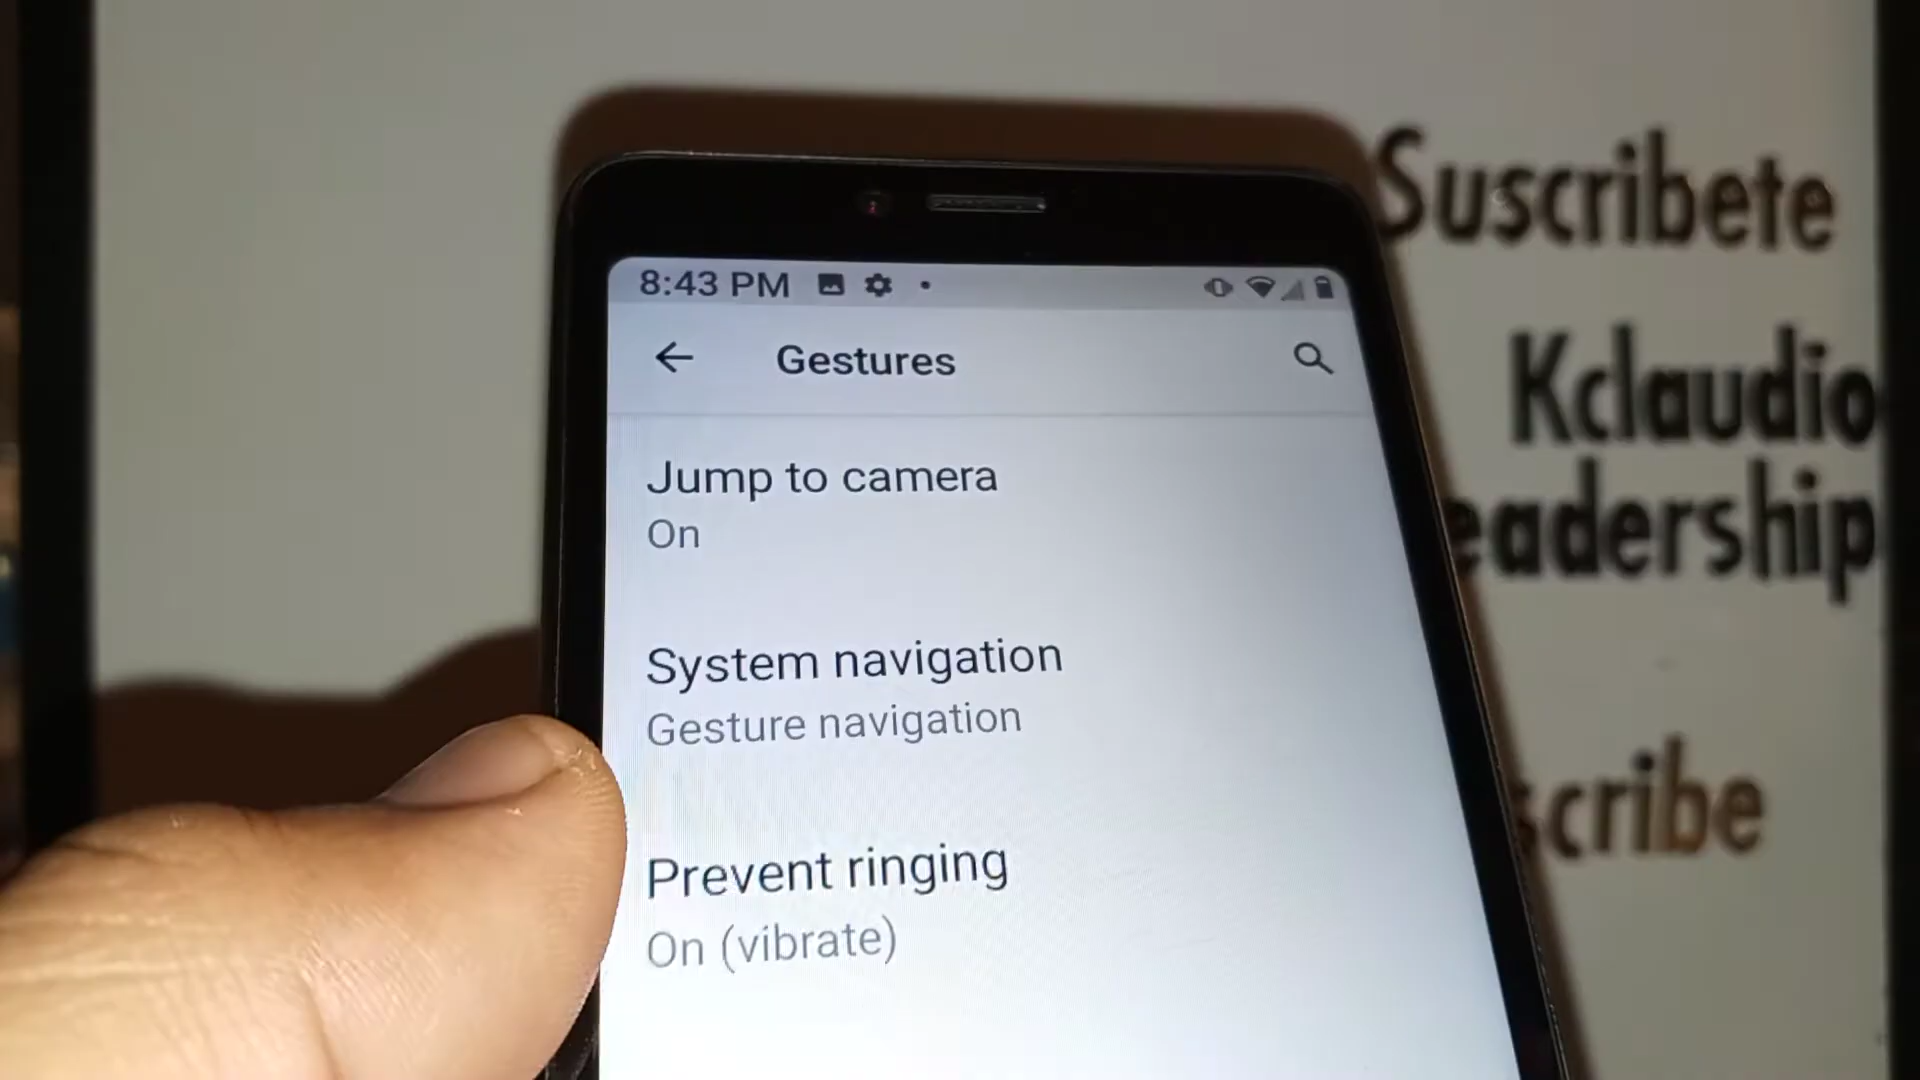 Suscribete
Kclaudio
eadership
scribe
8:43 PM
Gestures
Jump to camera
On
System navigation
Gesture navigation
Prevent ringing
On (vibrate)